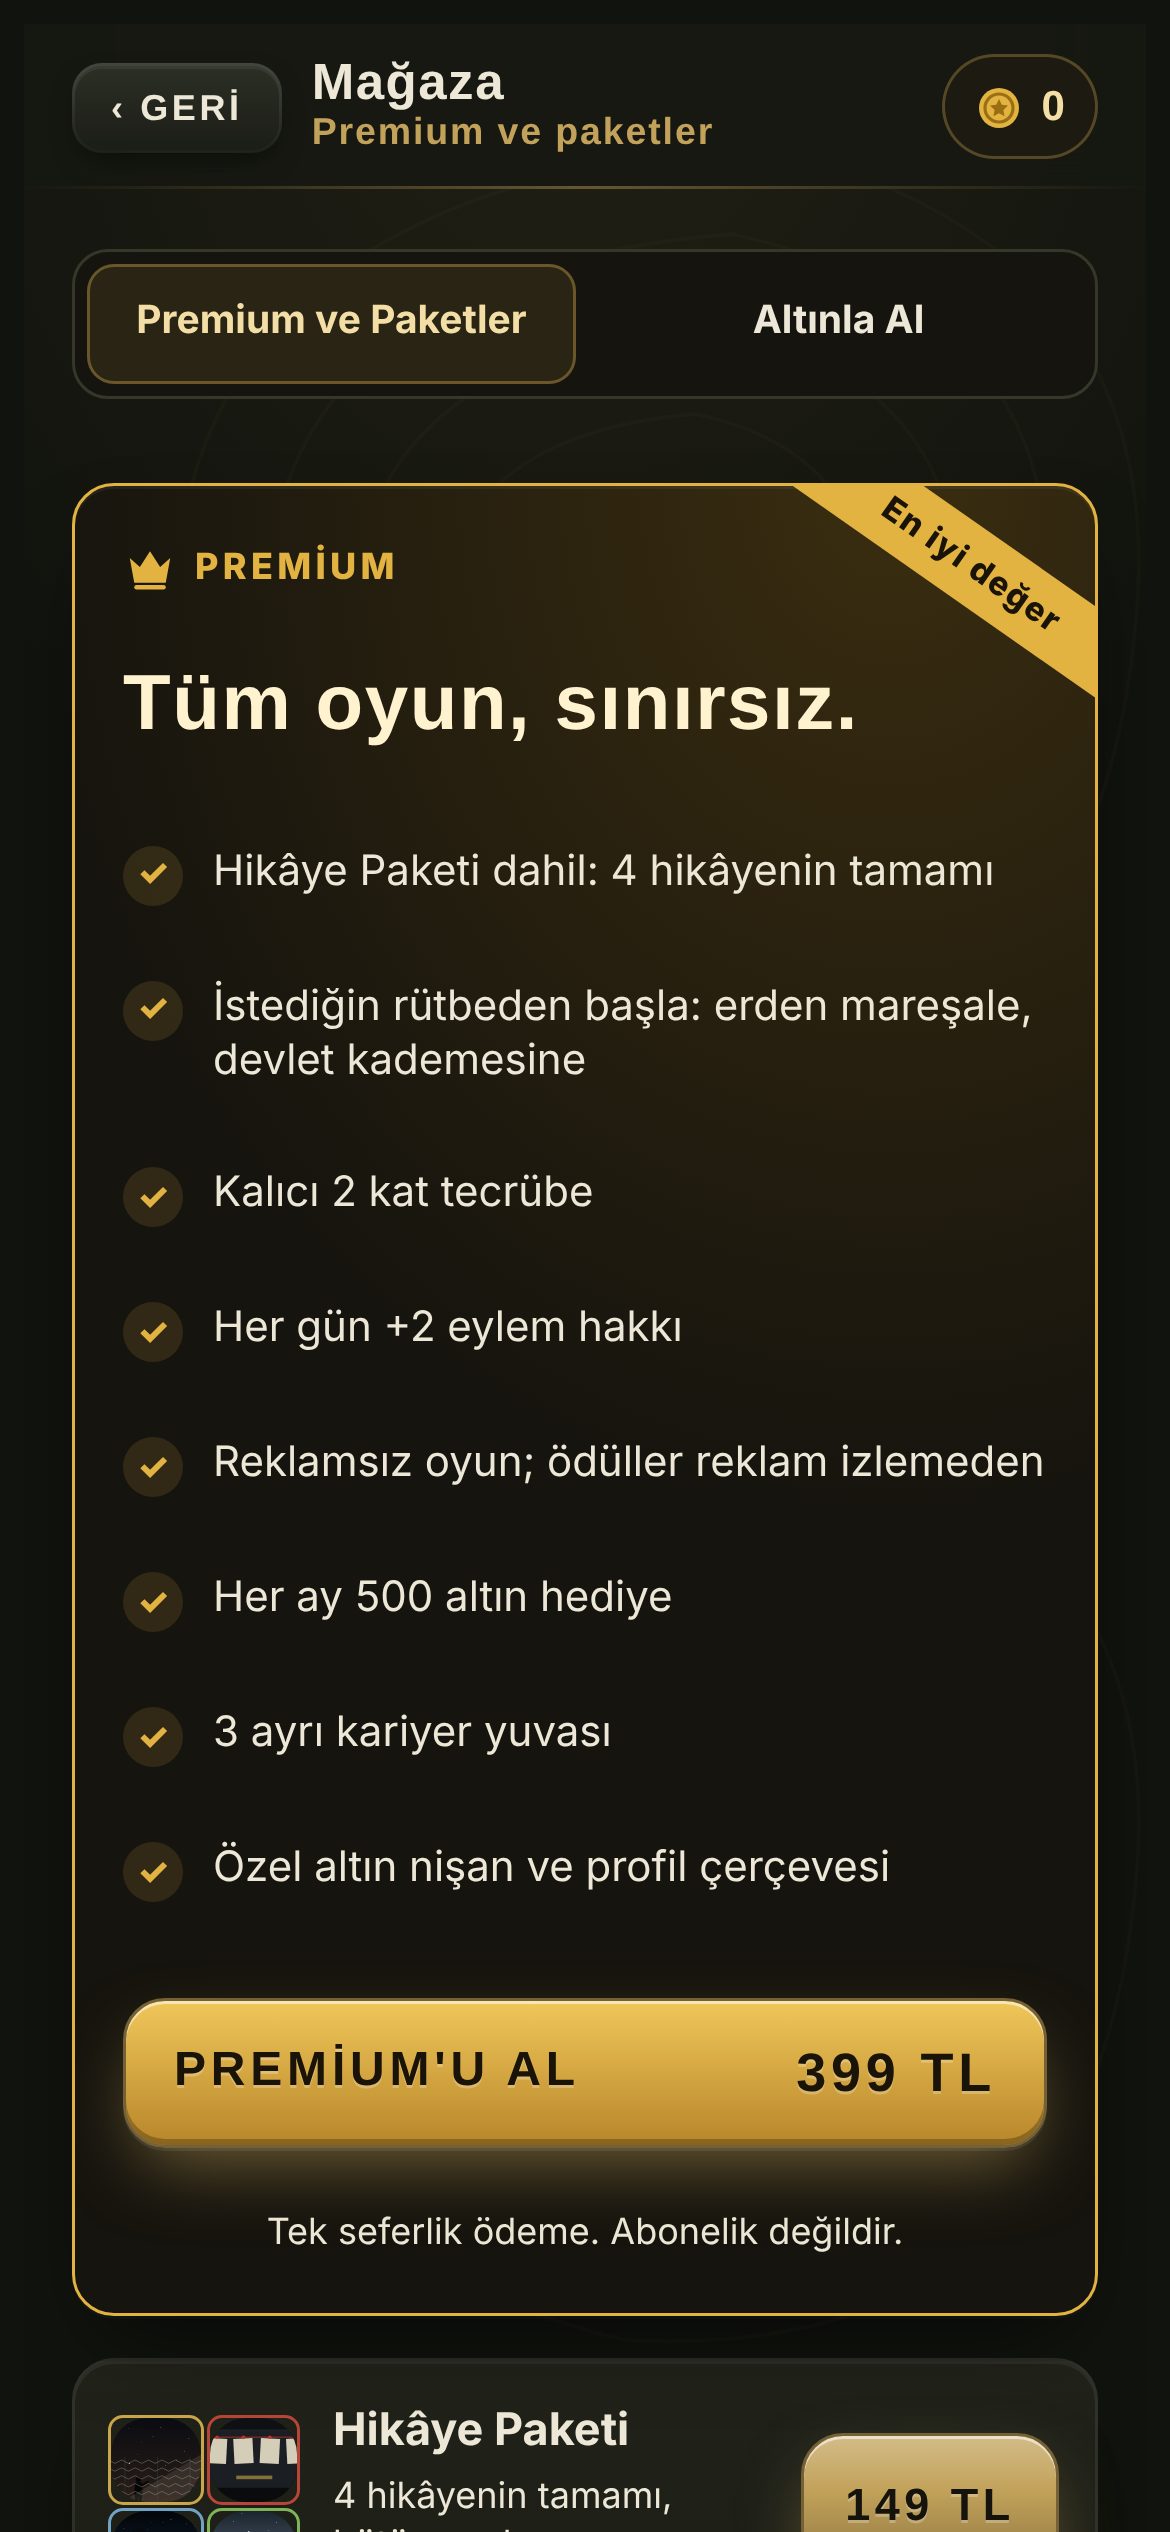 ‹ GERİ
Mağaza
Premium ve paketler
0
Premium ve Paketler
Altınla Al
En iyi değer
PREMİUM
Tüm oyun, sınırsız.
Hikâye Paketi dahil: 4 hikâyenin tamamı
İstediğin rütbeden başla: erden mareşale,
devlet kademesine
Kalıcı 2 kat tecrübe
Her gün +2 eylem hakkı
Reklamsız oyun; ödüller reklam izlemeden
Her ay 500 altın hediye
3 ayrı kariyer yuvası
Özel altın nişan ve profil çerçevesi
PREMİUM'U AL
399 TL
Tek seferlik ödeme. Abonelik değildir.
Hikâye Paketi
4 hikâyenin tamamı,
149 TL